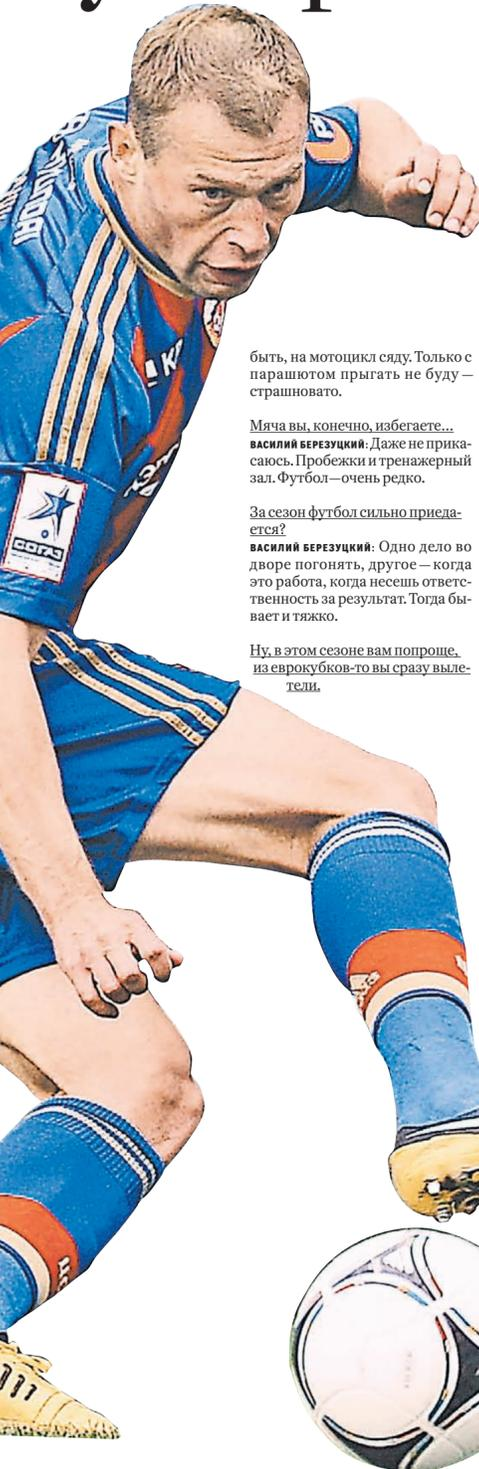 быть, на мотоцикл сяду. Только с
парашютом прыгать не буду —
страшновато.
Мяча вы, конечно, избегаете...
ВАСИЛИЙ БЕРЕЗУЦКИЙ: Даже не прика-
саюсь. Пробежки и тренажерный
зал. Футбол—очень редко.
За сезон футбол сильно приеда-
ется?
ВАСИЛИЙ БЕРЕЗУЦКИЙ: Одно дело во
дворе погонять, другое — когда
это работа, когда несешь ответс-
твенность за результат. Тогда бы-
вает и тяжко.
Ну, в этом сезоне вам попроще,
из еврокубков-то вы сразу выле-
тели.
СОГАЗ